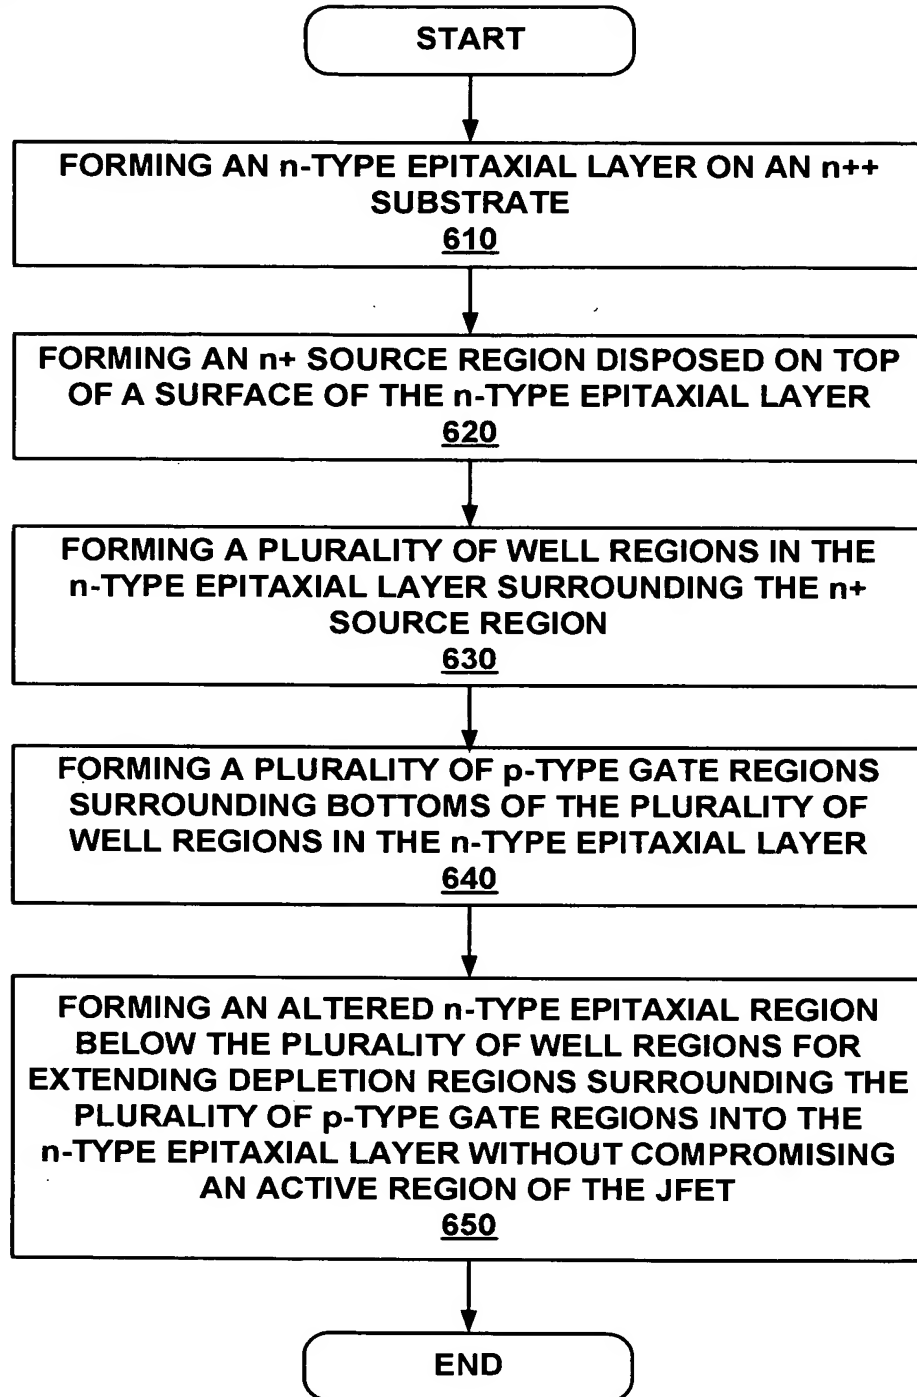 START
FORMING AN n-TYPE EPITAXIAL LAYER ON AN n++
SUBSTRATE
610
FORMING AN n+ SOURCE REGION DISPOSED ON TOP
OF A SURFACE OF THE n-TYPE EPITAXIAL LAYER
620
FORMING A PLURALITY OF WELL REGIONS IN THE
n-TYPE EPITAXIAL LAYER SURROUNDING THE n+
SOURCE REGION
630
FORMING A PLURALITY OF p-TYPE GATE REGIONS
SURROUNDING BOTTOMS OF THE PLURALITY OF
WELL REGIONS IN THE n-TYPE EPITAXIAL LAYER
640
FORMING AN ALTERED n-TYPE EPITAXIAL REGION
BELOW THE PLURALITY OF WELL REGIONS FOR
EXTENDING DEPLETION REGIONS SURROUNDING THE
PLURALITY OF p-TYPE GATE REGIONS INTO THE
n-TYPE EPITAXIAL LAYER WITHOUT COMPROMISING
AN ACTIVE REGION OF THE JFET
650
END